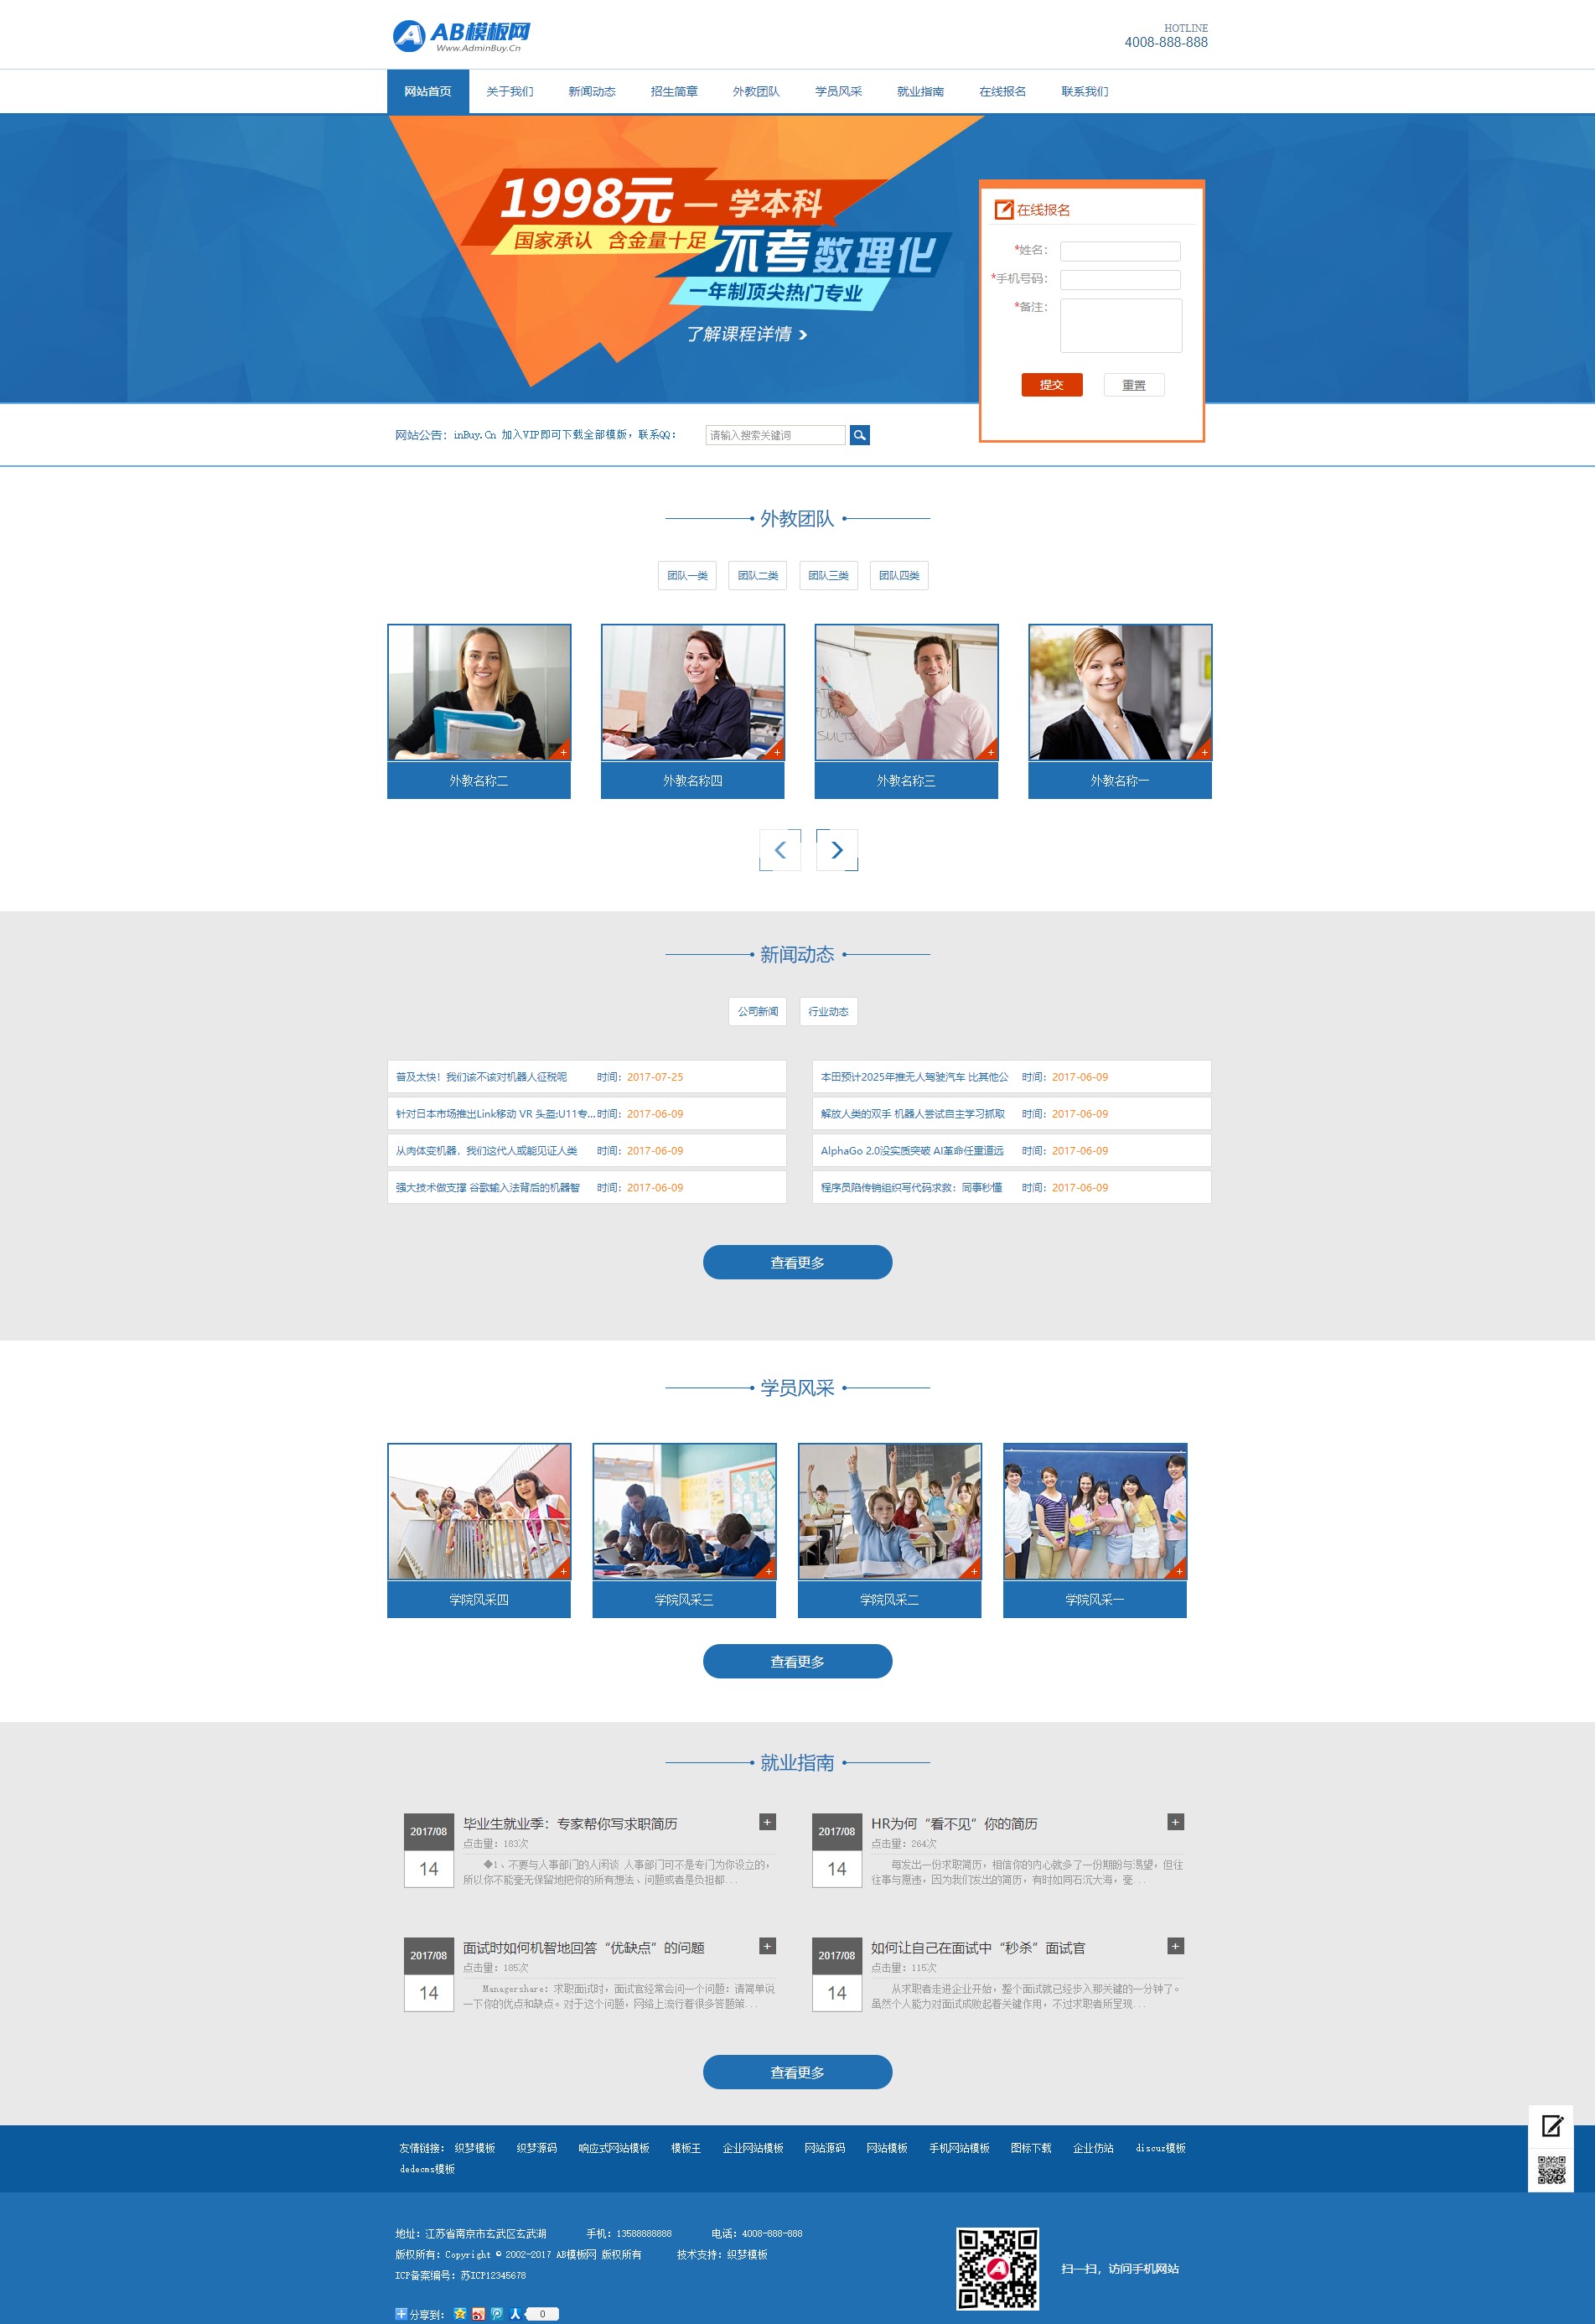 AB模板网
Www.AdminBuy.Cn
HOTLINE
4008-888-888
网站首页 关于我们 新闻动态 招生简章 外教团队 学员风采 就业指南 在线报名 联系我们
1998元 — 学本科
国家承认 含金量十足 不考数理化
一年制顶尖热门专业
了解课程详情
在线报名
*姓名：
*手机号码：
*备注：
提交 重置
网站公告：inBuy.Cn 加入VIP即可下载全部模版，联系QQ：
请输入搜索关键词
外教团队
团队一类 团队二类 团队三类 团队四类
外教名称二 外教名称四 外教名称三 外教名称一
新闻动态
公司新闻 行业动态
普及太快！我们该不该对机器人征税呢 时间：2017-07-25
本田预计2025年推无人驾驶汽车 比其他公 时间：2017-06-09
针对日本市场推出Link移动 VR 头盔:U11专... 时间：2017-06-09
解放人类的双手 机器人尝试自主学习抓取 时间：2017-06-09
从肉体变机器，我们这代人或能见证人类 时间：2017-06-09
AlphaGo 2.0没实质突破 AI革命任重道远 时间：2017-06-09
强大技术做支撑 谷歌输入法背后的机器智 时间：2017-06-09
程序员陷传销组织写代码求救：同事秒懂 时间：2017-06-09
查看更多
学员风采
学院风采四 学院风采三 学院风采二 学院风采一
查看更多
就业指南
2017/08
14
毕业生就业季：专家帮你写求职简历
点击量：183次
◆1、不要与人事部门的人闲谈 人事部门可不是专门为你设立的，
所以你不能毫无保留地把你的所有想法、问题或者是负担都...
2017/08
14
HR为何“看不见”你的简历
点击量：264次
每发出一份求职简历，相信你的内心就多了一份期盼与渴望，但往
往事与愿违，因为我们发出的简历，有时如同石沉大海，毫...
2017/08
14
面试时如何机智地回答“优缺点”的问题
点击量：185次
Managershare：求职面试时，面试官经常会问一个问题：请简单说
一下你的优点和缺点。对于这个问题，网络上流行着很多答题策...
2017/08
14
如何让自己在面试中“秒杀”面试官
点击量：115次
从求职者走进企业开始，整个面试就已经步入那关键的一分钟了。
虽然个人能力对面试成败起着关键作用，不过求职者所呈现...
查看更多
友情链接： 织梦模板 织梦源码 响应式网站模板 模板王 企业网站模板 网站源码 网站模板 手机网站模板 图标下载 企业仿站 discuz模板
dedecms模板
地址：江苏省南京市玄武区玄武湖 手机：13588888888 电话：4008-888-888
版权所有：Copyright © 2002-2017 AB模板网 版权所有 技术支持：织梦模板
ICP备案编号：苏ICP12345678
分享到： 0
扫一扫，访问手机网站